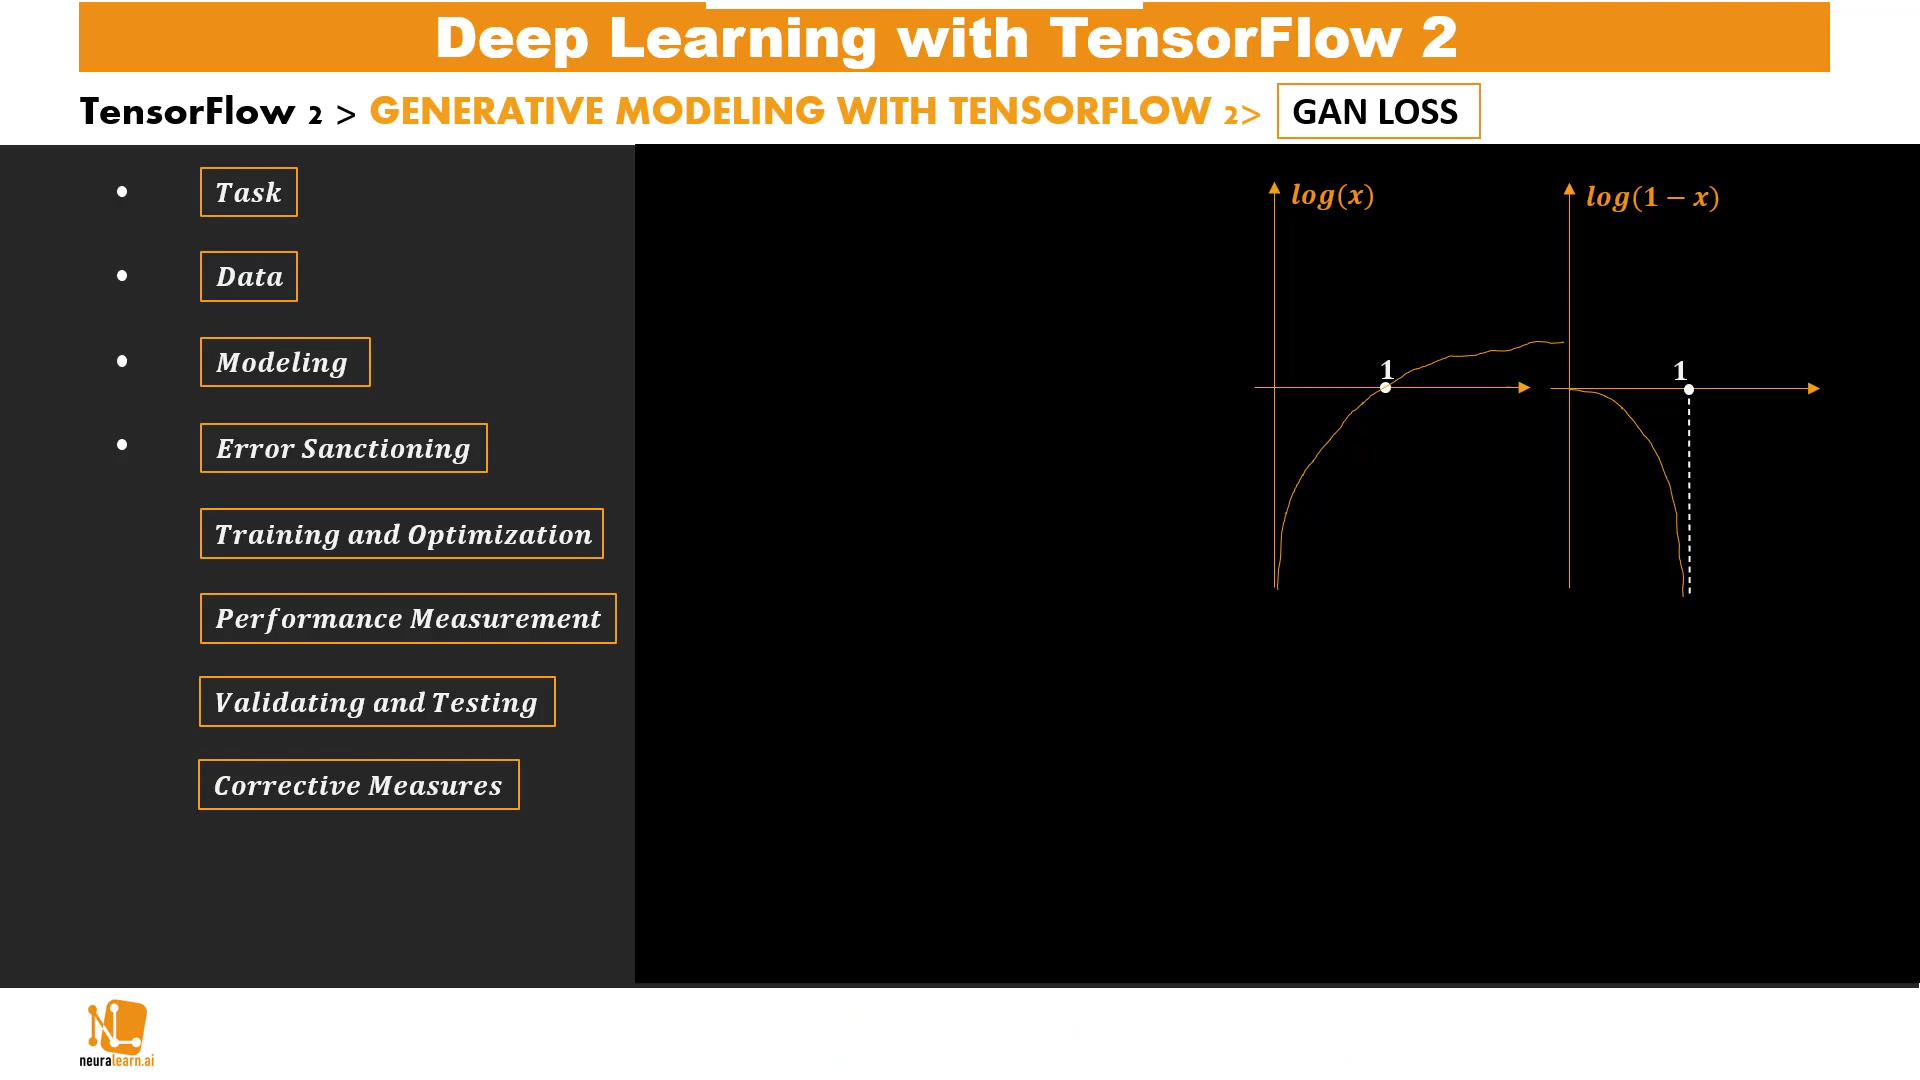 Deep Learning with TensorFlow 2
TensorFlow 2 > GENERATIVE MODELING WITH TENSORFLOW 2> GAN LOSS
• Task
• Data
• Modeling
• Error Sanctioning
Training and Optimization
Performance Measurement
Validating and Testing
Corrective Measures
log(x)
1
log(1 − x)
1
neuralearn.ai